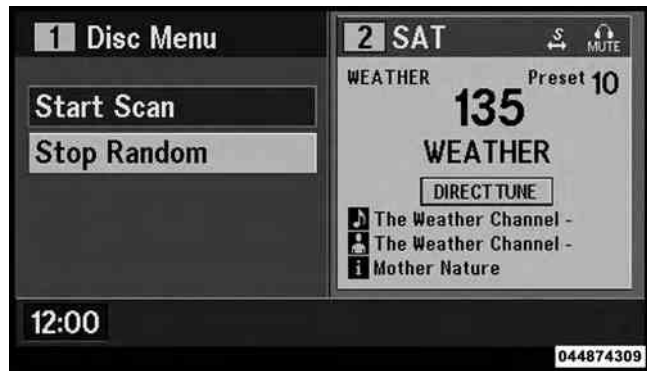 1 Disc Menu
Start Scan
Stop Random
2 SAT S MUTE
WEATHER Preset 10
135
WEATHER
DIRECT TUNE
The Weather Channel -
The Weather Channel -
i Mother Nature
12:00
044874309